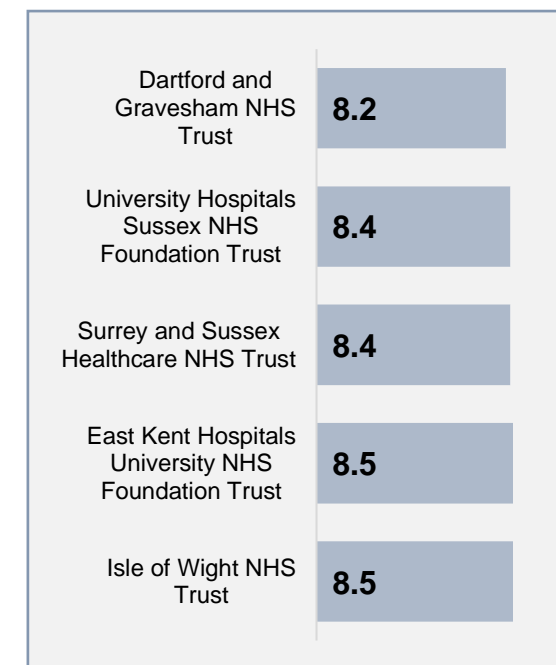 Dartford and
Gravesham NHS
Trust
8.2
University Hospitals
Sussex NHS
Foundation Trust
8.4
Surrey and Sussex
Healthcare NHS Trust
8.4
East Kent Hospitals
University NHS
Foundation Trust
8.5
Isle of Wight NHS
Trust
8.5